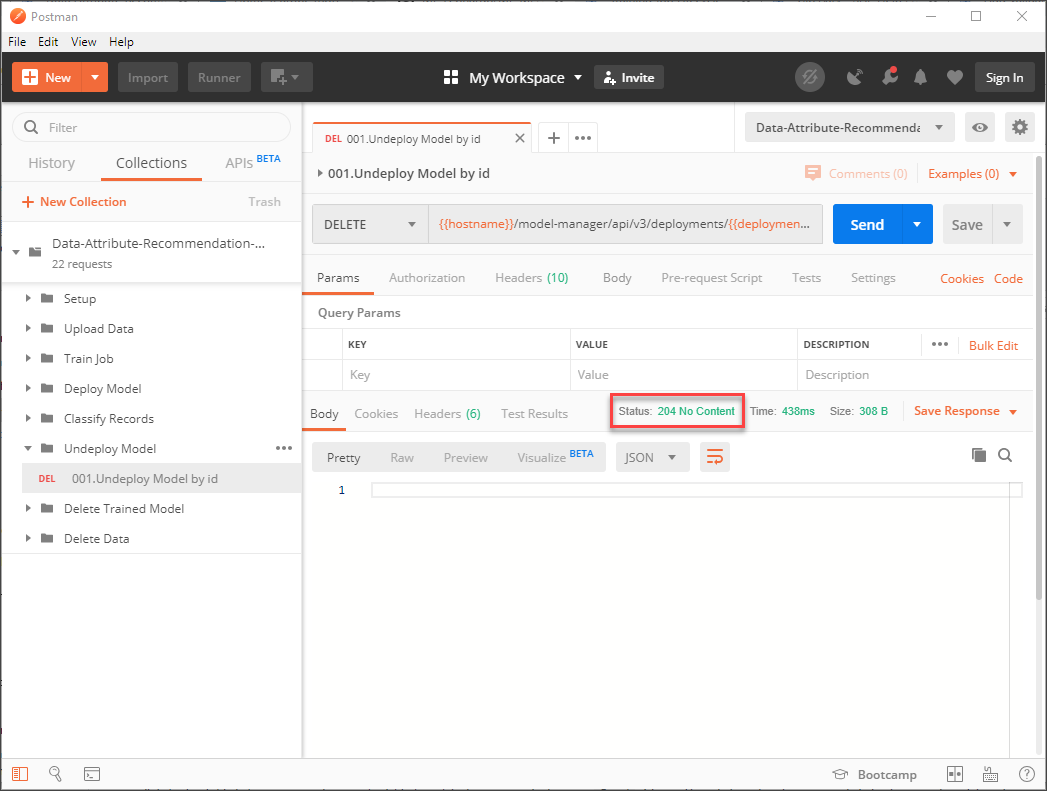 Postman
File Edit View Help
New Import Runner My Workspace Invite Sign In
Filter
History Collections APIs BETA
New Collection Trash
Data-Attribute-Recommendation-...
22 requests
Setup
Upload Data
Train Job
Deploy Model
Classify Records
Undeploy Model
DEL 001.Undeploy Model by id
Delete Trained Model
Delete Data
DEL 001.Undeploy Model by id
Data-Attribute-Recommenda
001.Undeploy Model by id Comments (0) Examples (0)
DELETE {{hostname}}/model-manager/api/v3/deployments/{{deploymen... Send Save
Params Authorization Headers (10) Body Pre-request Script Tests Settings Cookies Code
Query Params
KEY VALUE DESCRIPTION Bulk Edit
Key Value Description
Body Cookies Headers (6) Test Results Status: 204 No Content Time: 438ms Size: 308 B Save Response
Pretty Raw Preview Visualize BETA JSON
1
Bootcamp